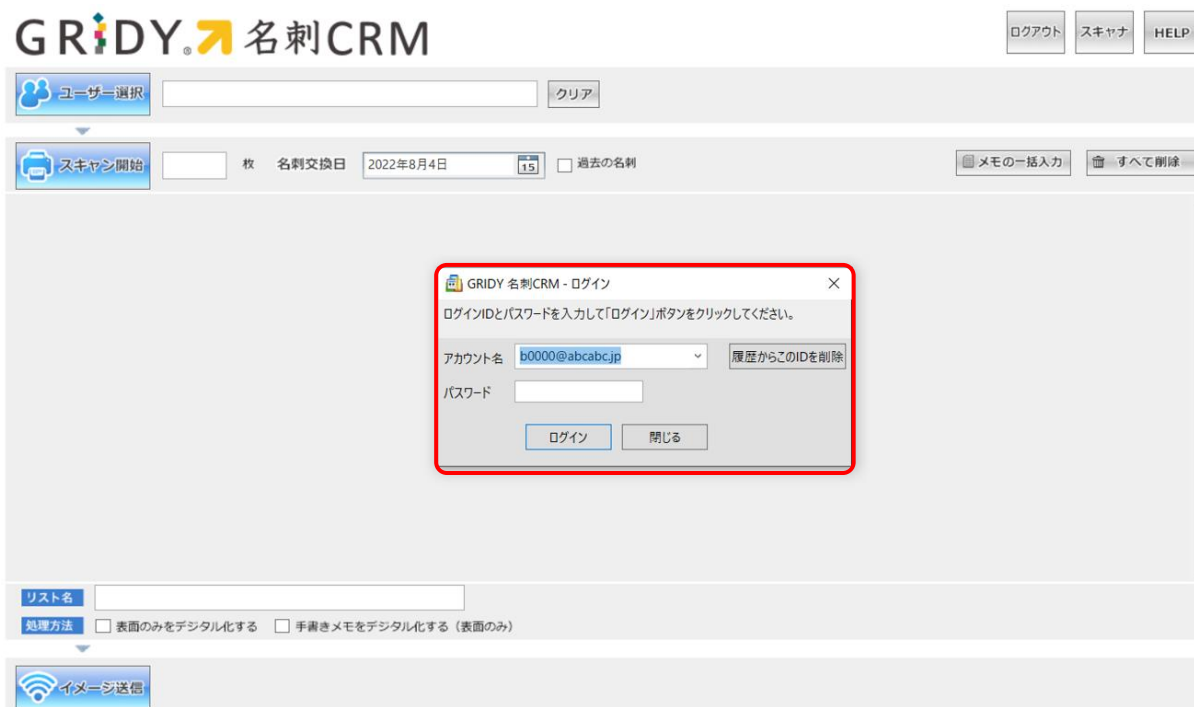 GRiDY® 名刺CRM
ログアウト スキャナ HELP
ユーザー選択 クリア
スキャン開始 枚 名刺交換日 2022年8月4日 15 過去の名刺 メモの一括入力 すべて削除
GRIDY 名刺CRM - ログイン
ログインIDとパスワードを入力して「ログイン」ボタンをクリックしてください。
アカウント名 b0000@abcabc.jp 履歴からこのIDを削除
パスワード
ログイン 閉じる
リスト名
処理方法 表面のみをデジタル化する 手書きメモをデジタル化する（表面のみ）
イメージ送信